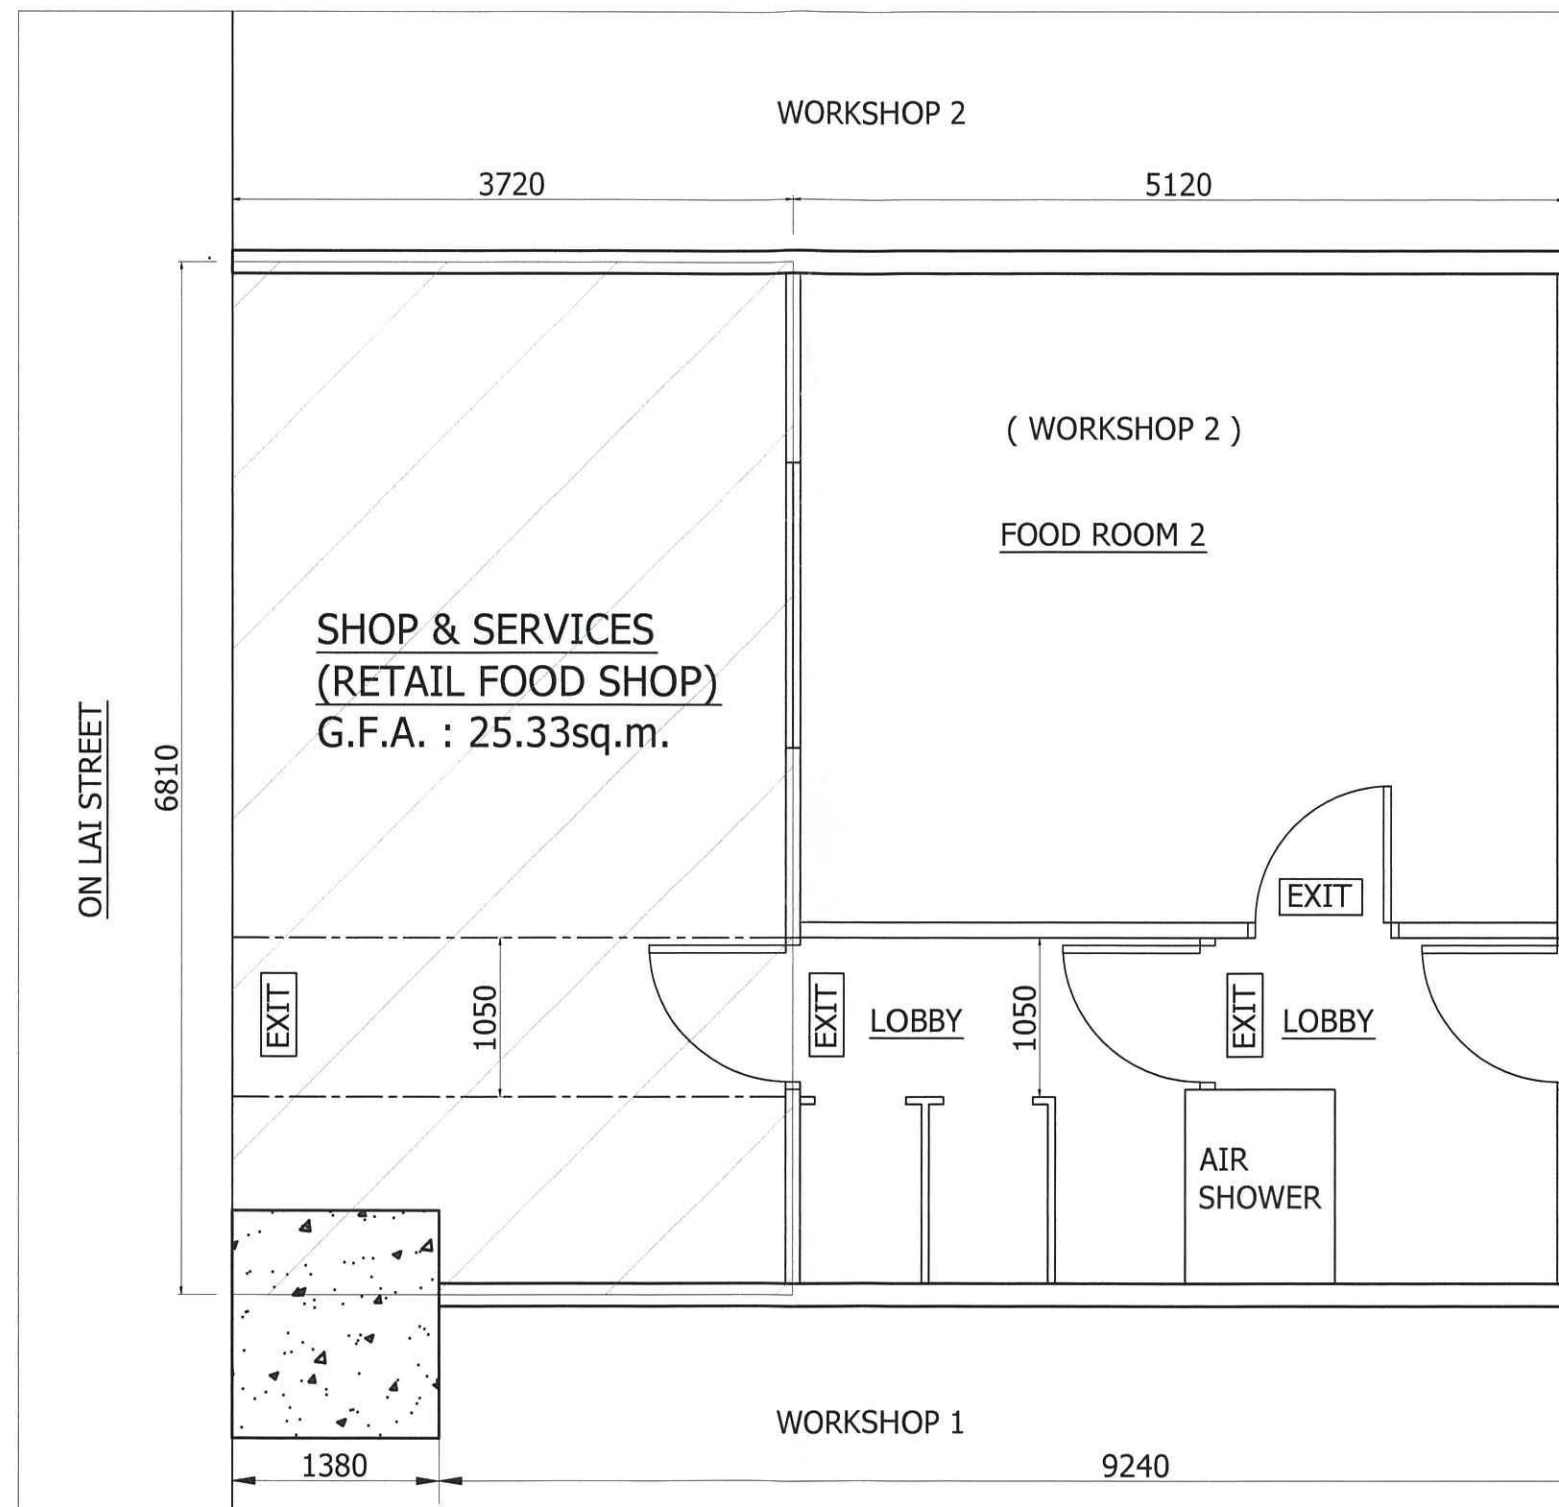 WORKSHOP 2
3720
5120
( WORKSHOP 2 )
FOOD ROOM 2
SHOP & SERVICES
(RETAIL FOOD SHOP)
G.F.A. : 25.33sq.m.
ON LAI STREET
6810
EXIT
EXIT
1050
EXIT
LOBBY
1050
EXIT
LOBBY
AIR
SHOWER
WORKSHOP 1
1380
9240